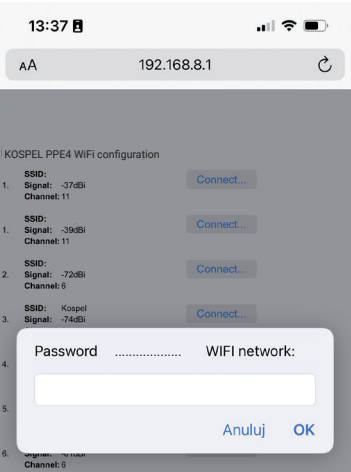 13:37
AA 192.168.8.1
KOSPEL PPE4 WiFi configuration
SSID:
1. Signal: -37dBi Connect...
Channel: 11
SSID:
1. Signal: -39dBi Connect...
Channel: 11
SSID:
2. Signal: -72dBi Connect...
Channel: 6
SSID: Kospel
3. Signal: -74dBi Connect...
Password .................. WIFI network:
4.
5.
Anuluj OK
6. Signal:
Channel: 6